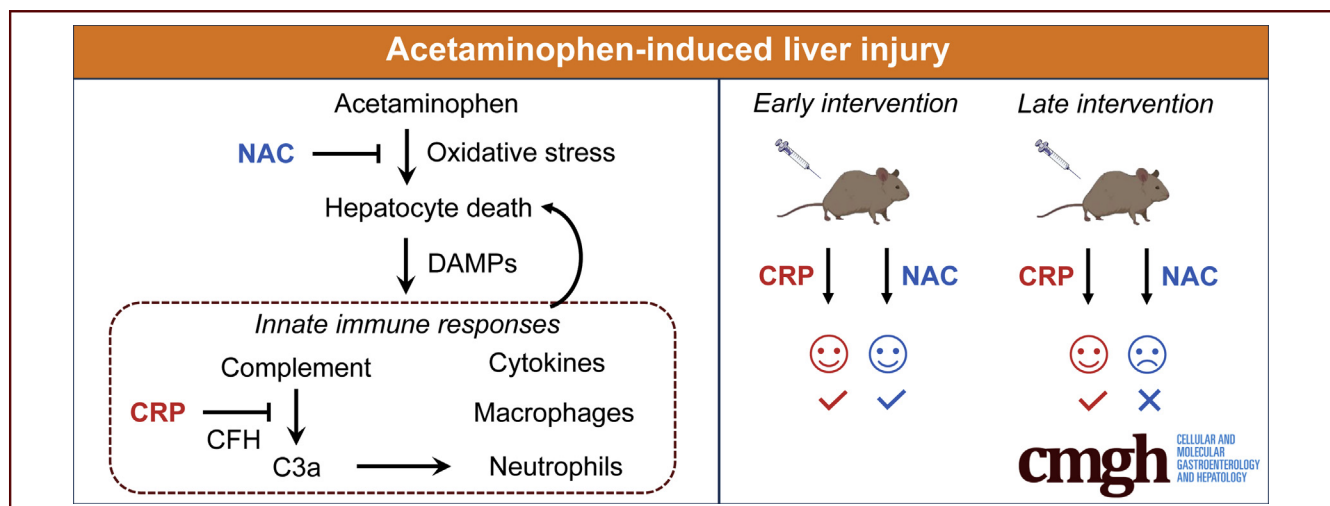 Acetaminophen-induced liver injury
Acetaminophen
NAC
Oxidative stress
Hepatocyte death
DAMPs
Innate immune responses
Complement
Cytokines
CRP
CFH
Macrophages
C3a
Neutrophils
Early intervention
CRP
NAC
Late intervention
CRP
NAC
cmgh
CELLULAR AND
MOLECULAR
GASTROENTEROLOGY
AND HEPATOLOGY